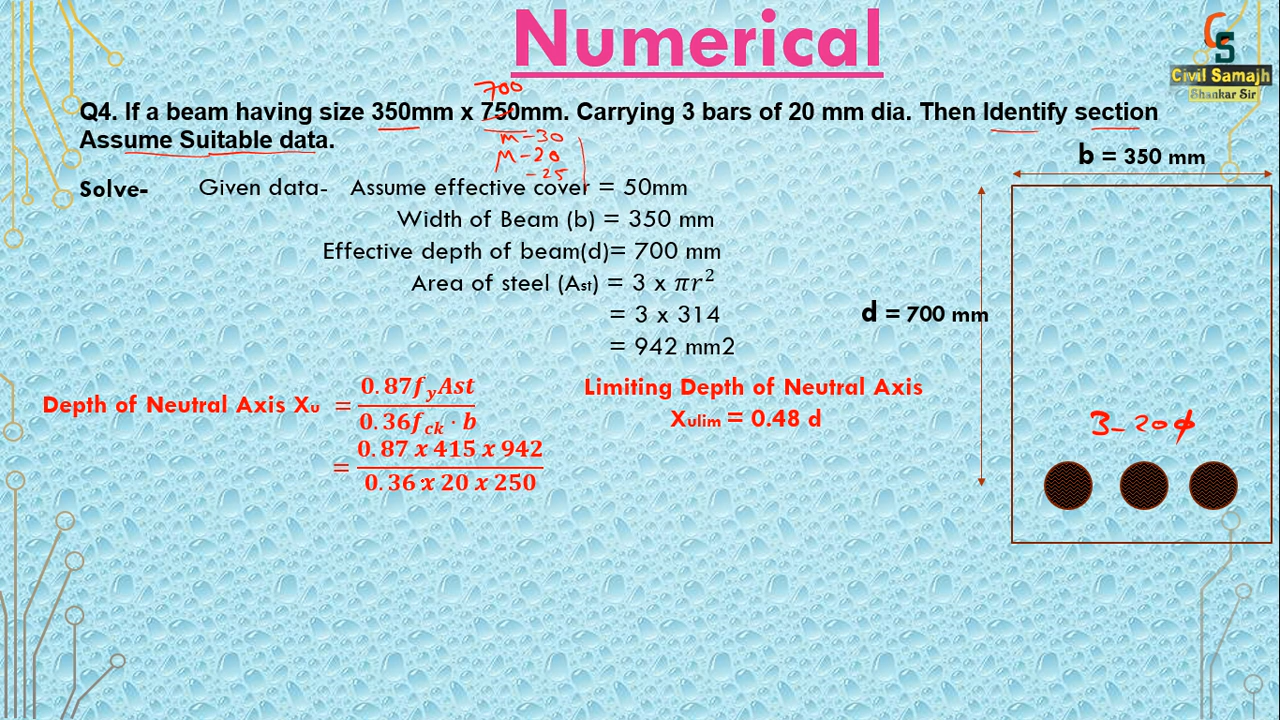 Numerical
CS
Civil Samajh
Shankar Sir
700
Q4. If a beam having size 350mm x 750mm. Carrying 3 bars of 20 mm dia. Then Identify section
Assume Suitable data.
M-30
M-20
-25
b = 350 mm
Solve- Given data- Assume effective cover = 50mm
Width of Beam (b) = 350 mm
Effective depth of beam(d)= 700 mm
Area of steel (Ast) = 3 x πr²
= 3 x 314
d = 700 mm
= 942 mm2
Depth of Neutral Axis Xu = 0.87fyAst / 0.36fck · b
= 0.87 x 415 x 942 / 0.36 x 20 x 250
Limiting Depth of Neutral Axis
Xulim = 0.48 d
3-20ϕ